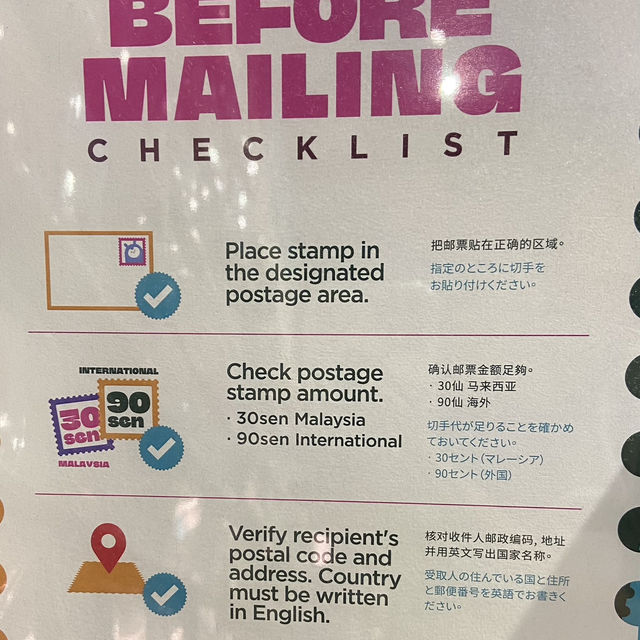 BEFORE
MAILING
CHECKLIST
Place stamp in
the designated
postage area.
把邮票贴在正确的区域。
指定のところに切手を
お貼り付けください。
INTERNATIONAL
90
sen
30
sen
MALAYSIA
Check postage
stamp amount.
· 30sen Malaysia
· 90sen International
确认邮票金额足夠。
· 30仙 马来西亚
· 90仙 海外
切手代が足りることを確かめ
ておいてください。
· 30セント(マレーシア)
· 90セント(外国)
Verify recipient's
postal code and
address. Country
must be written
in English.
核对收件人邮政编码, 地址
并用英文写出国家名称。
受取人の住んでいる国と住所
と郵便番号を英語でお書きく
ださい。